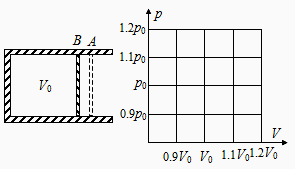 p
1.2p₀
B A
1.1p₀
V₀
p₀
0.9p₀
V
0.9V₀ V₀ 1.1V₀ 1.2V₀